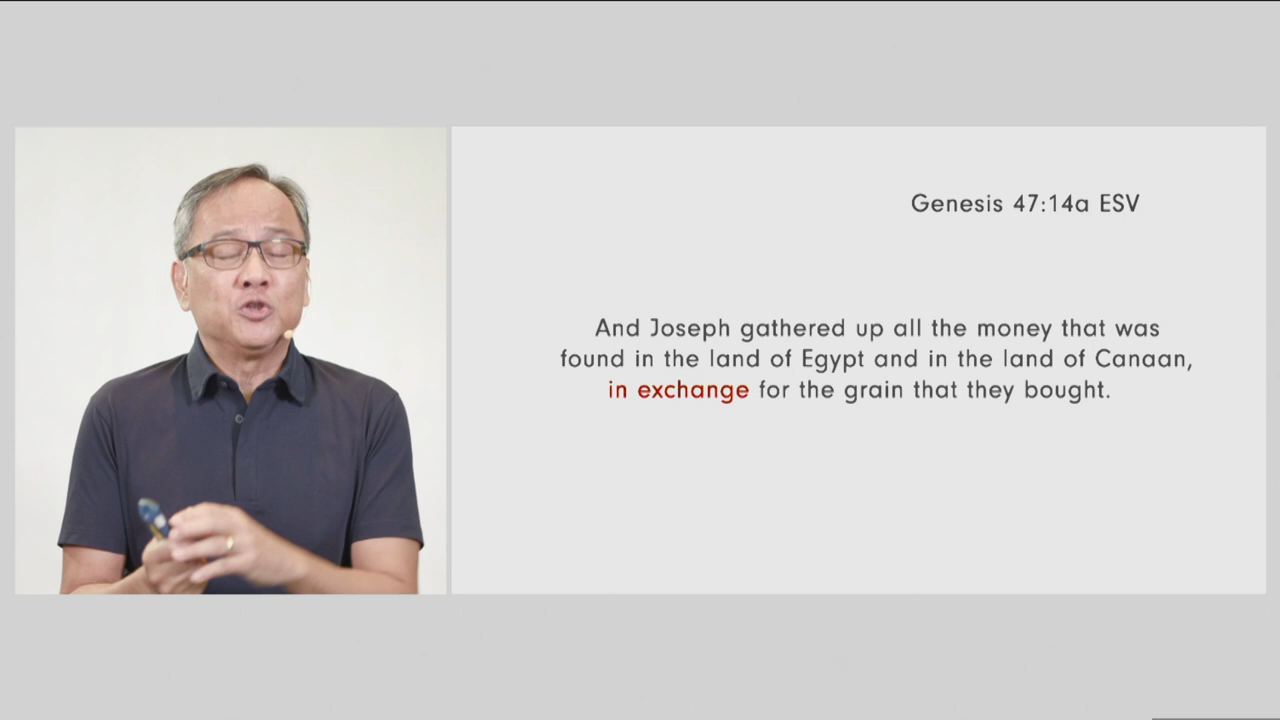 Genesis 47:14a ESV
And Joseph gathered up all the money that was
found in the land of Egypt and in the land of Canaan,
in exchange for the grain that they bought.